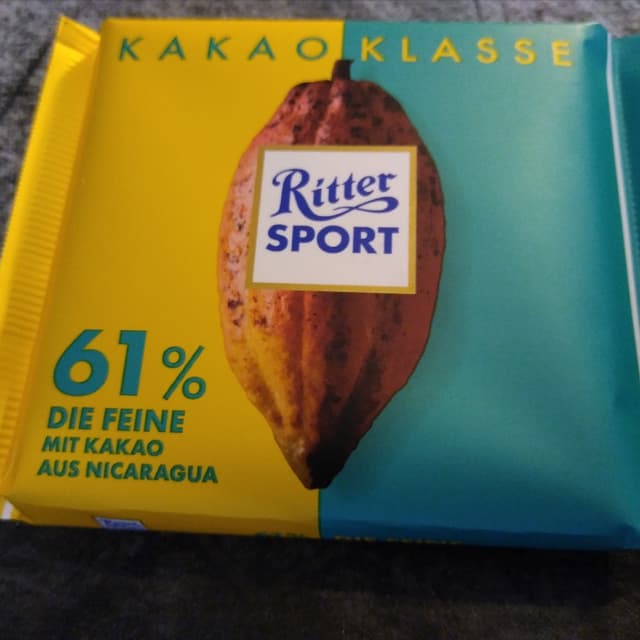 KAKAO KLASSE
Ritter
SPORT
61%
DIE FEINE
MIT KAKAO
AUS NICARAGUA